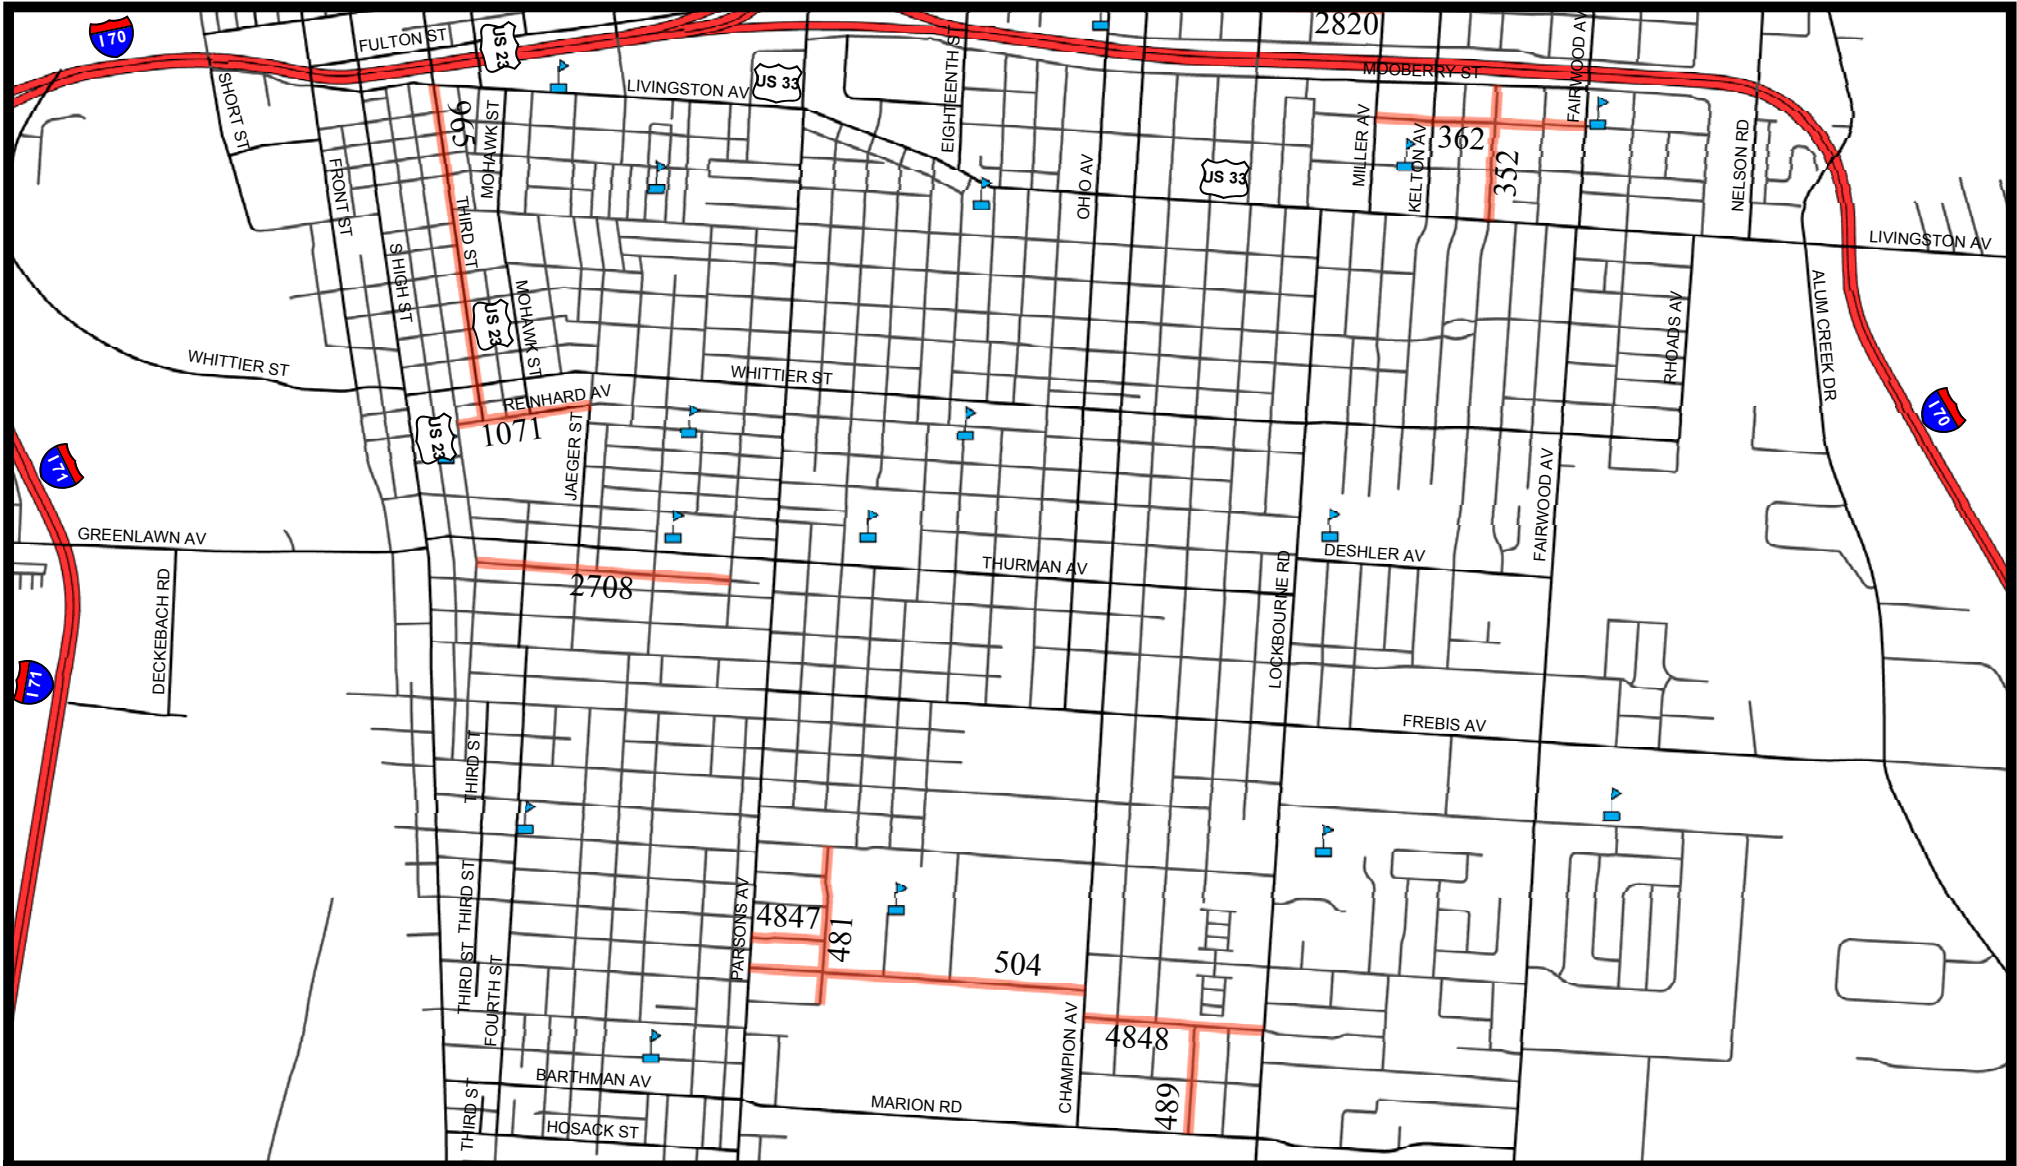 2820
I 70
FULTON ST
US 23
FAIRWOOD AV
EIGHTEENTH ST
MOOBERRY ST
SHORT ST
LIVINGSTON AV
US 33
596
MOHAWK ST
MILLER AV
KELTON AV
362
352
NELSON RD
FRONT ST
OHIO AV
US 33
THIRD ST
S HIGH ST
LIVINGSTON AV
MOHAWK ST
US 23
ALUM CREEK DR
RHOADS AV
WHITTIER ST
WHITTIER ST
REINHARD AV
1071
US 23
I 70
JAEGER ST
I 71
FAIRWOOD AV
GREENLAWN AV
THURMAN AV
DESHLER AV
2708
LOCKBOURNE RD
DECKEBACH RD
I 71
FREBIS AV
THIRD ST
THIRD ST
PARSONS AV
4847
481
504
THIRD ST
FOURTH ST
CHAMPION AV
4848
489
BARTHMAN AV
MARION RD
THIRD ST
HOSACK ST